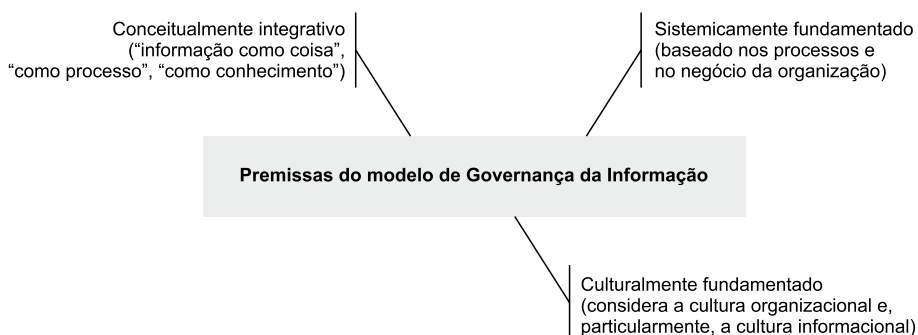 Conceitualmente integrativo
(“informação como coisa”,
“como processo”, “como conhecimento”)
Sistemicamente fundamentado
(baseado nos processos e
no negócio da organização)
Premissas do modelo de Governança da Informação
Culturalmente fundamentado
(considera a cultura organizacional e,
particularmente, a cultura informacional)